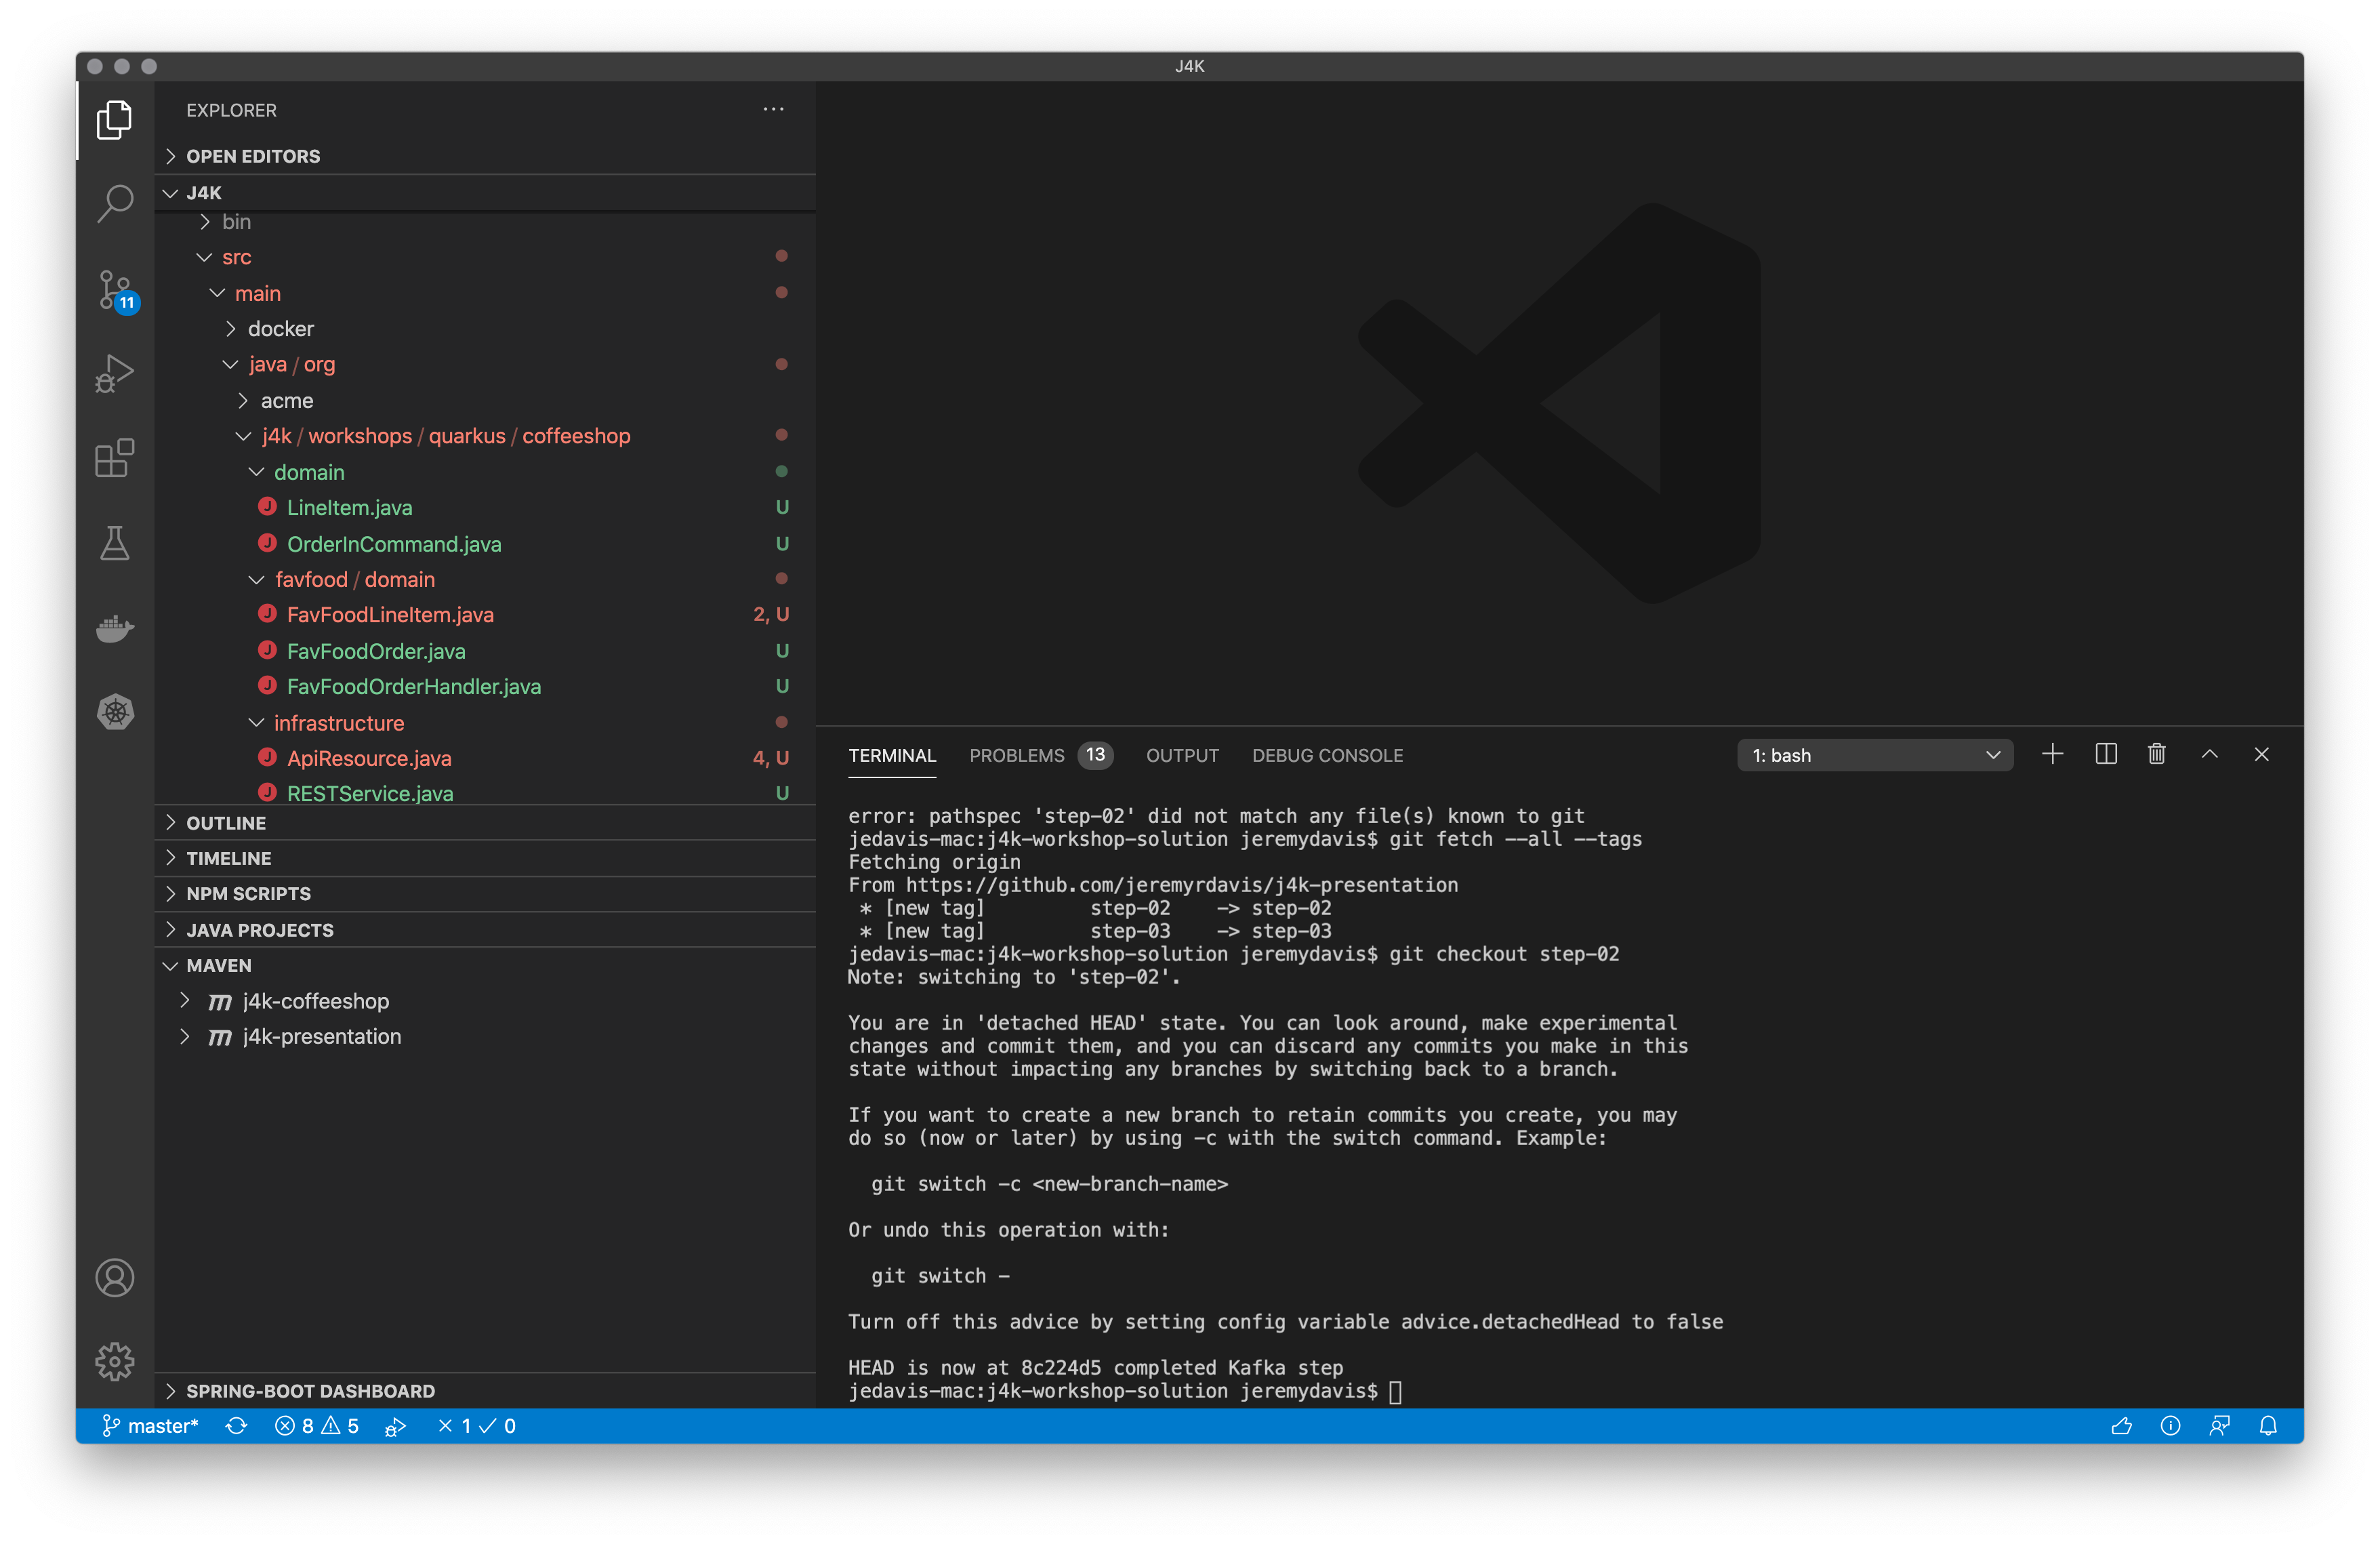 J4K
EXPLORER
OPEN EDITORS
J4K
bin
src
main
docker
java / org
acme
j4k / workshops / quarkus / coffeeshop
domain
LineItem.java U
OrderInCommand.java U
favfood / domain
FavFoodLineItem.java 2, U
FavFoodOrder.java U
FavFoodOrderHandler.java U
infrastructure
ApiResource.java 4, U
RESTService.java U
OUTLINE
TIMELINE
NPM SCRIPTS
JAVA PROJECTS
MAVEN
j4k-coffeeshop
j4k-presentation
SPRING-BOOT DASHBOARD
11
TERMINAL PROBLEMS 13 OUTPUT DEBUG CONSOLE 1: bash
error: pathspec 'step-02' did not match any file(s) known to git
jedavis-mac:j4k-workshop-solution jeremydavis$ git fetch --all --tags
Fetching origin
From https://github.com/jeremyrdavis/j4k-presentation
* [new tag] step-02 -> step-02
* [new tag] step-03 -> step-03
jedavis-mac:j4k-workshop-solution jeremydavis$ git checkout step-02
Note: switching to 'step-02'.
You are in 'detached HEAD' state. You can look around, make experimental
changes and commit them, and you can discard any commits you make in this
state without impacting any branches by switching back to a branch.
If you want to create a new branch to retain commits you create, you may
do so (now or later) by using -c with the switch command. Example:
git switch -c <new-branch-name>
Or undo this operation with:
git switch -
Turn off this advice by setting config variable advice.detachedHead to false
HEAD is now at 8c224d5 completed Kafka step
jedavis-mac:j4k-workshop-solution jeremydavis$
master* 8 5 1 0